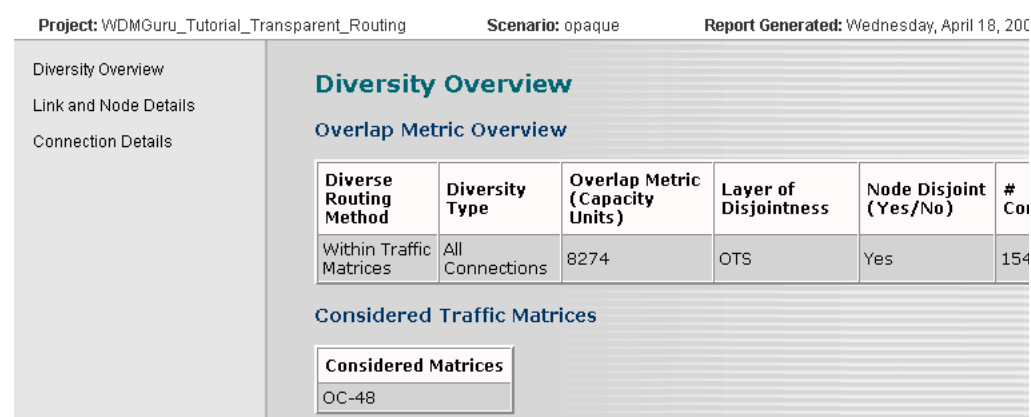 Project: WDMGuru_Tutorial_Transparent_Routing Scenario: opaque Report Generated: Wednesday, April 18, 200
Diversity Overview
Link and Node Details
Connection Details
Diversity Overview
Overlap Metric Overview
Diverse Routing Method Diversity Type Overlap Metric (Capacity Units) Layer of Disjointness Node Disjoint (Yes/No) #
Within Traffic Matrices All Connections 8274 OTS Yes 154
Considered Traffic Matrices
Considered Matrices
OC-48